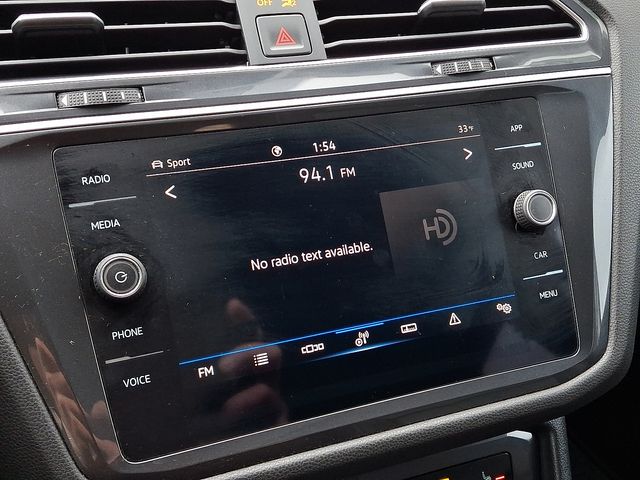 OFF
RADIO
MEDIA
PHONE
VOICE
Sport
1:54
33°F
94.1 FM
HD
No radio text available.
FM
APP
SOUND
CAR
MENU